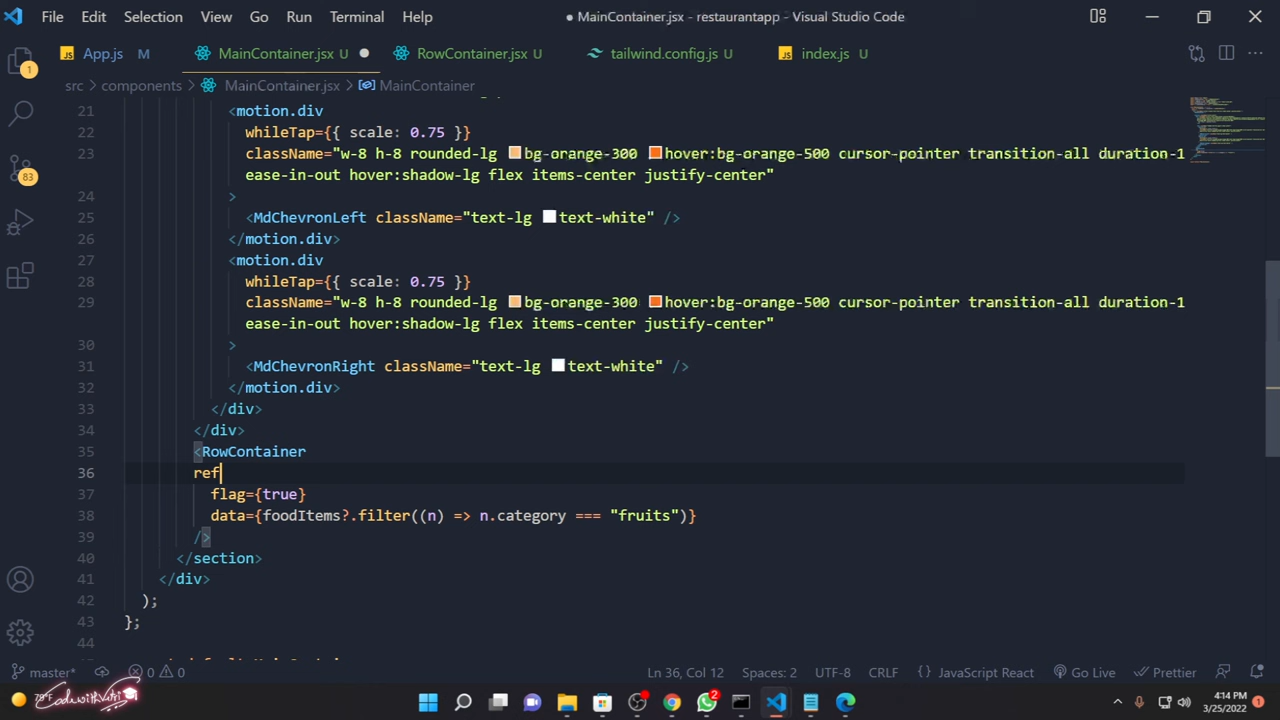 File Edit Selection View Go Run Terminal Help
● MainContainer.jsx - restaurantapp - Visual Studio Code
JS App.js M
MainContainer.jsx U ●
RowContainer.jsx U
tailwind.config.js U
JS index.js U
src > components > MainContainer.jsx > MainContainer
21 <motion.div
22 whileTap={{ scale: 0.75 }}
23 className="w-8 h-8 rounded-lg bg-orange-300 hover:bg-orange-500 cursor-pointer transition-all duration-1
ease-in-out hover:shadow-lg flex items-center justify-center"
24 >
25 <MdChevronLeft className="text-lg text-white" />
26 </motion.div>
27 <motion.div
28 whileTap={{ scale: 0.75 }}
29 className="w-8 h-8 rounded-lg bg-orange-300 hover:bg-orange-500 cursor-pointer transition-all duration-1
ease-in-out hover:shadow-lg flex items-center justify-center"
30 >
31 <MdChevronRight className="text-lg text-white" />
32 </motion.div>
33 </div>
34 </div>
35 <RowContainer
36 ref
37 flag={true}
38 data={foodItems?.filter((n) => n.category === "fruits")}
39 />
40 </section>
41 </div>
42 );
43 };
44
1
83
master* 0 0 Ln 36, Col 12 Spaces: 2 UTF-8 CRLF {} JavaScript React Go Live Prettier
2
4:14 PM
3/25/2022
1